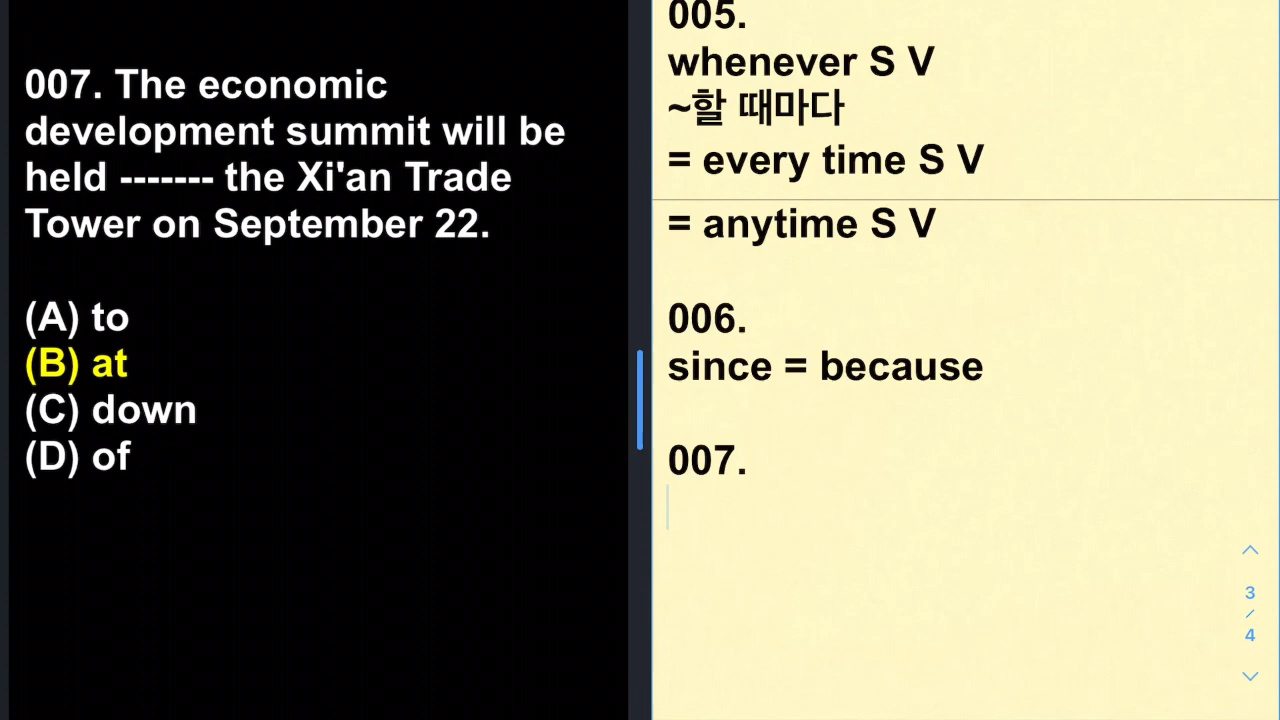 007. The economic
development summit will be
held ------- the Xi'an Trade
Tower on September 22.
(A) to
(B) at
(C) down
(D) of
005.
whenever S V
~할 때마다
= every time S V
= anytime S V
006.
since = because
007.
3
/
4